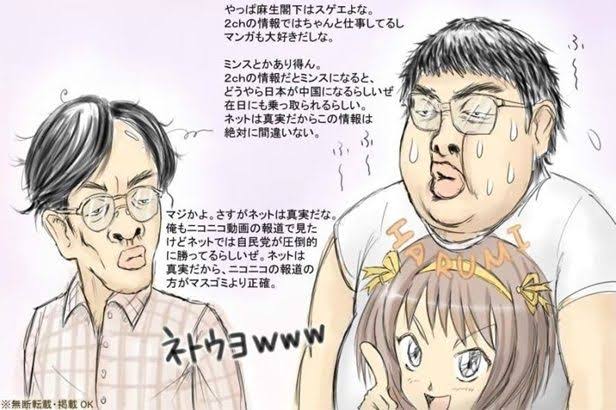 やっぱ麻生閣下はスゲエよな。
2chの情報ではちゃんと仕事してるし
マンガも大好きだしな。
ミンスとかあり得ん。
2chの情報だとミンスになると、
どうやら日本が中国になるらしいぜ
在日にも乗っ取られるらしい。
ネットは真実だからこの情報は
絶対に間違いない。
ふぅ
マジかよ。さすがネットは真実だな。
俺もニコニコ動画の報道で見た
けどネットでは自民党が圧倒的
に勝ってるらしいぜ。ネットは
真実だから、ニコニコの報道の
方がマスゴミより正確。
HARUMI
ネトウヨwww
※無断転載・掲載OK